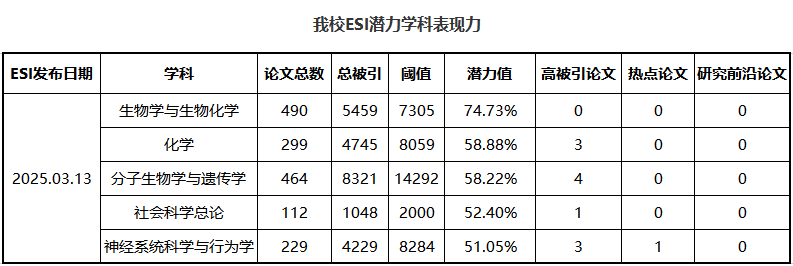 我校ESI潜力学科表现力
ESI发布日期 学科 论文总数 总被引 阈值 潜力值 高被引论文 热点论文 研究前沿论文
2025.03.13
生物学与生物化学 490 5459 7305 74.73% 0 0 0
化学 299 4745 8059 58.88% 3 0 0
分子生物学与遗传学 464 8321 14292 58.22% 4 0 0
社会科学总论 112 1048 2000 52.40% 1 0 0
神经系统科学与行为学 229 4229 8284 51.05% 3 1 0